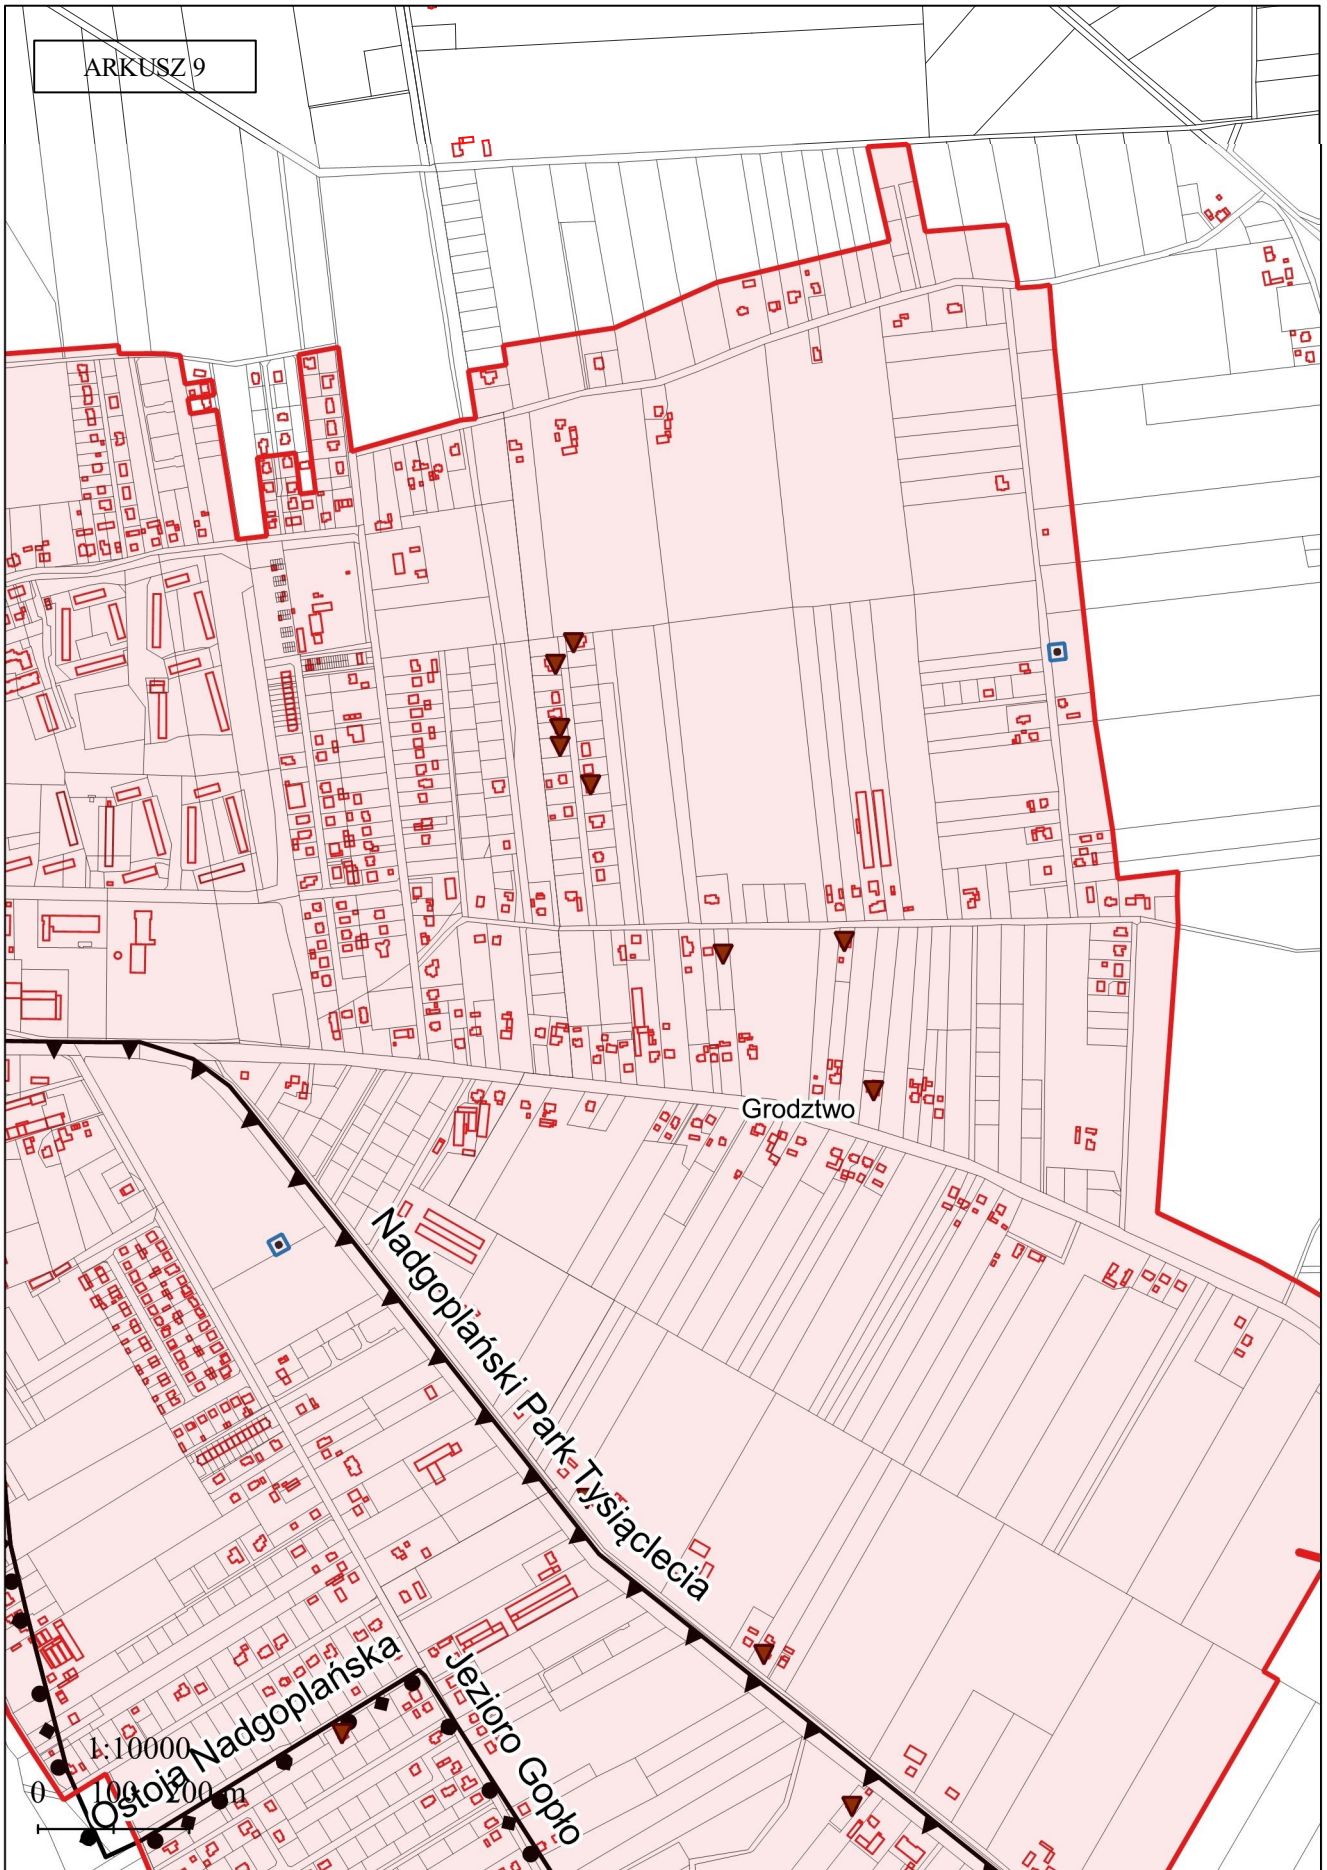 ARKUSZ 9
Grodztwo
Nadgoplański Park Tysiąclecia
Ostoja Nadgoplańska
Jezioro Gopło
1:10000
0 100 200 m